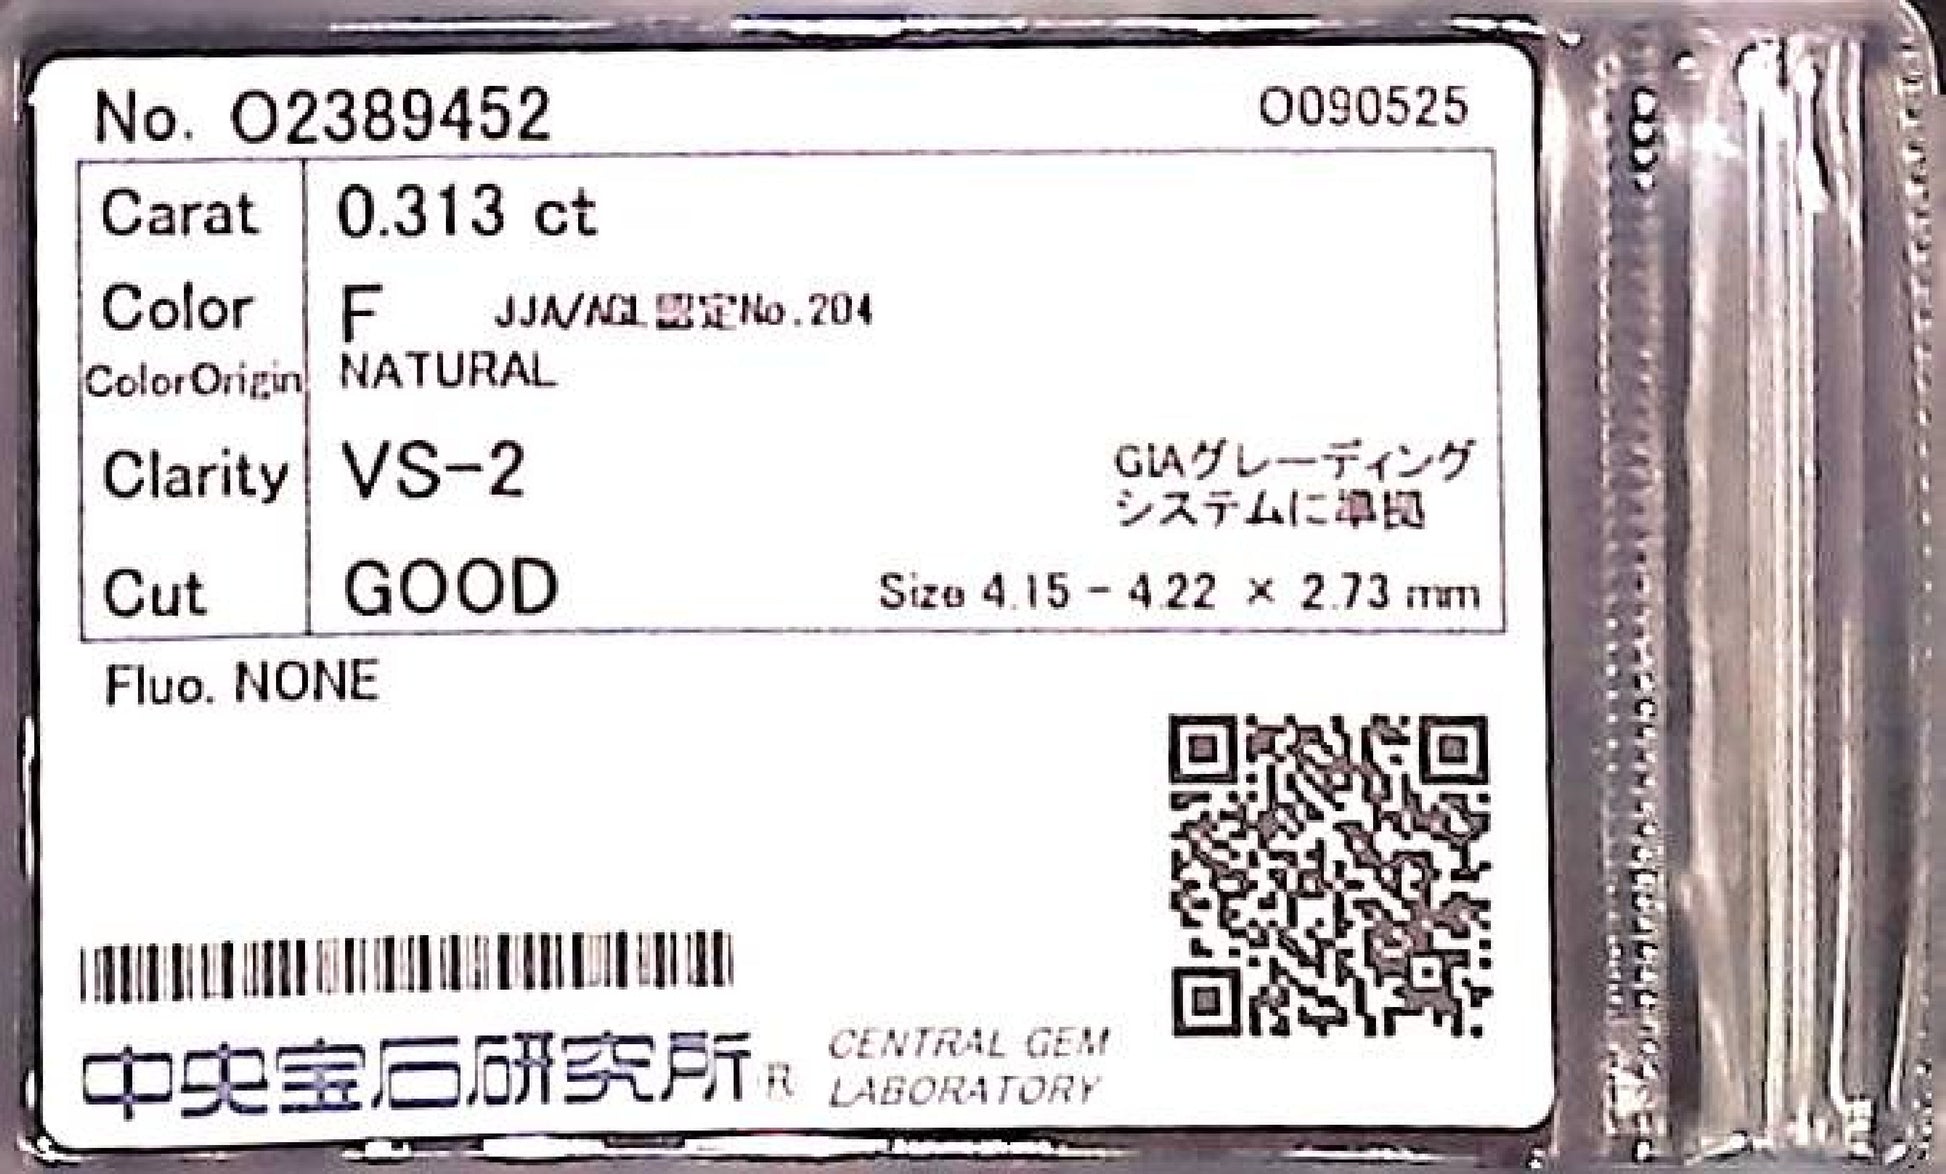 No. O2389452 O090525
Carat 0.313 ct
Color F JJA/AGL認定No.204
ColorOrigin NATURAL
Clarity VS-2
GIAグレーディング
システムに準拠
Cut GOOD Size 4.15 - 4.22 × 2.73 mm
Fluo. NONE
中央宝石研究所 R
CENTRAL GEM
LABORATORY